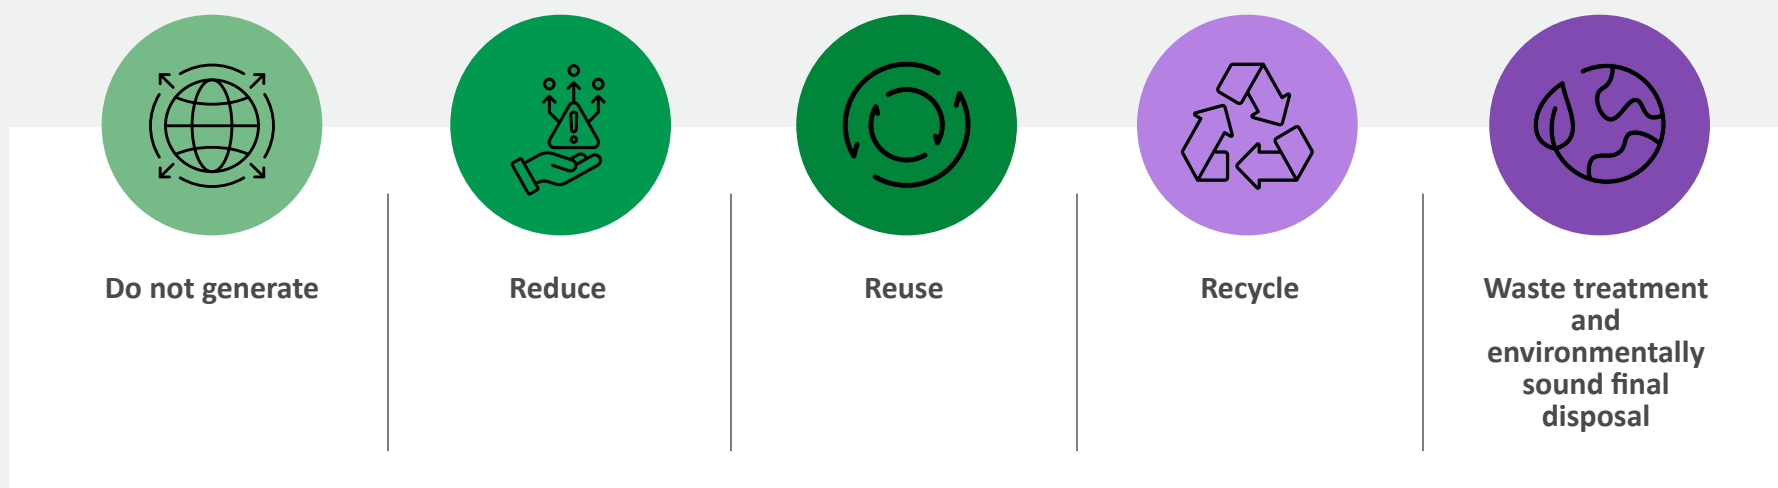 Do not generate
Reduce
Reuse
Recycle
Waste treatment
and
environmentally
sound final
disposal